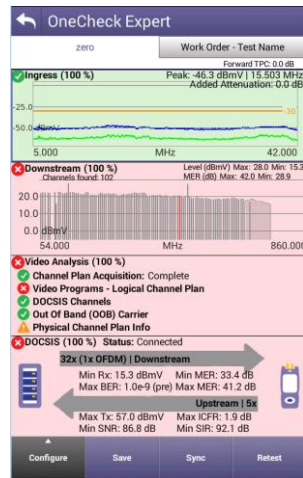 OneCheck Expert
zero
Work Order - Test Name
Forward TPC: 0.0 dB
Ingress (100 %)
Peak: -46.3 dBmV | 15.503 MHz
Added Attenuation: 0.0 dB
-25.0
-30
-50.0
5.000
MHz
42.000
Downstream (100 %)
Level (dBmV) Max: 28.0 Min: 15.3
Channels found: 102
MER (dB) Max: 42.0 Min: 28.9
20.0
10.0
0.0 dBmV
54.000
MHz
860.000
Video Analysis (100 %)
Channel Plan Acquisition: Complete
Video Programs - Logical Channel Plan
DOCSIS Channels
Out Of Band (OOB) Carrier
Physical Channel Plan Info
DOCSIS (100 %) Status: Connected
32x (1x OFDM) | Downstream
Min Rx: 15.3 dBmV Min MER: 33.4 dB
Max BER: 1.0e-9 (pre) Max MER: 41.2 dB
Upstream | 5x
Max Tx: 57.0 dBmV Max ICFR: 1.9 dB
Min SNR: 86.8 dB Min SIR: 92.1 dB
Configure
Save
Sync
Retest